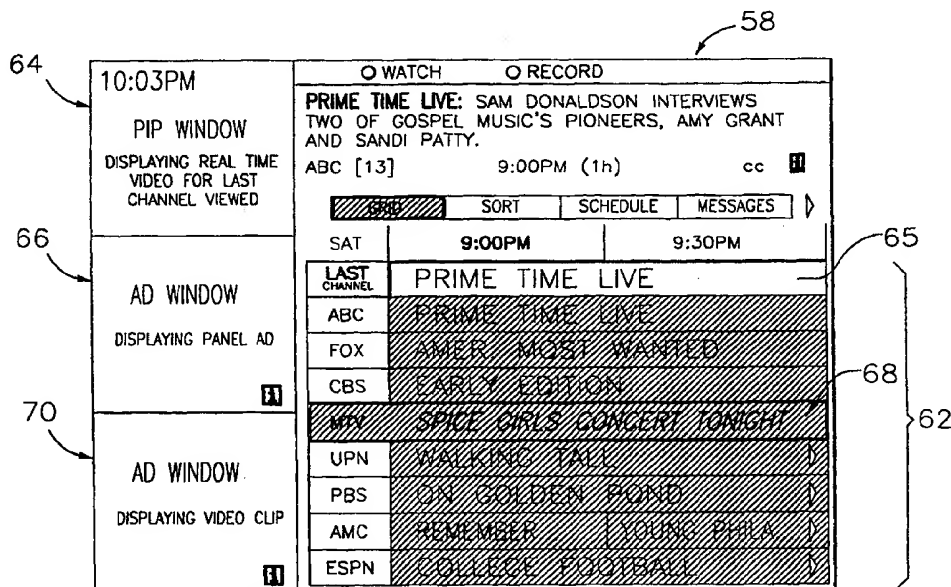 58
64
10:03PM
PIP WINDOW
DISPLAYING REAL TIME
VIDEO FOR LAST
CHANNEL VIEWED
O WATCH O RECORD
PRIME TIME LIVE: SAM DONALDSON INTERVIEWS
TWO OF GOSPEL MUSIC'S PIONEERS, AMY GRANT
AND SANDI PATTY.
ABC [13] 9:00PM (1h) cc i
GRID SORT SCHEDULE MESSAGES
66
AD WINDOW
DISPLAYING PANEL AD
i
70
AD WINDOW
DISPLAYING VIDEO CLIP
i
SAT 9:00PM 9:30PM
LAST CHANNEL PRIME TIME LIVE
65
ABC PRIME TIME LIVE
FOX AMER. MOST WANTED
CBS EARLY EDITION
68
MTV SPICE GIRLS CONCERT TONIGHT
62
UPN WALKING TALL
PBS ON GOLDEN POND
AMC REMEMBER YOUNG PHILA
ESPN COLLEGE FOOTBALL